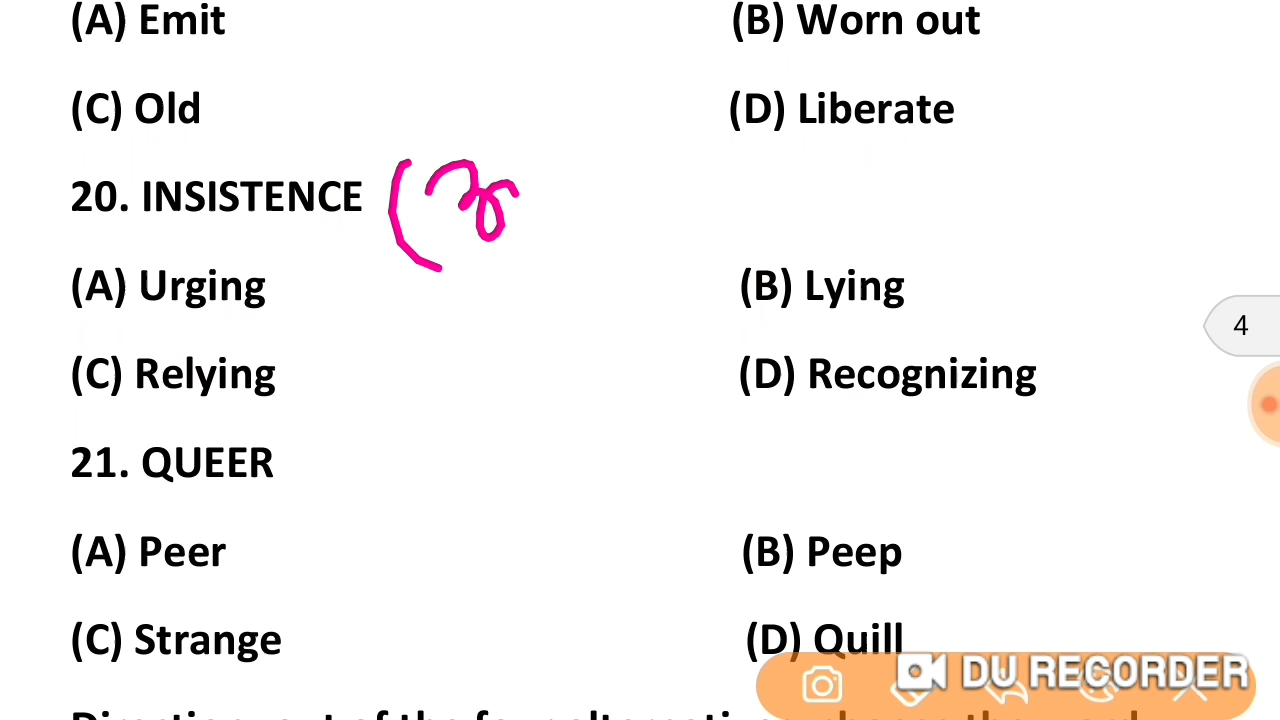 (A) Emit (B) Worn out
(C) Old (D) Liberate
20. INSISTENCE
(A) Urging (B) Lying
(C) Relying (D) Recognizing
4
21. QUEER
(A) Peer (B) Peep
(C) Strange (D) Quill
DU RECORDER